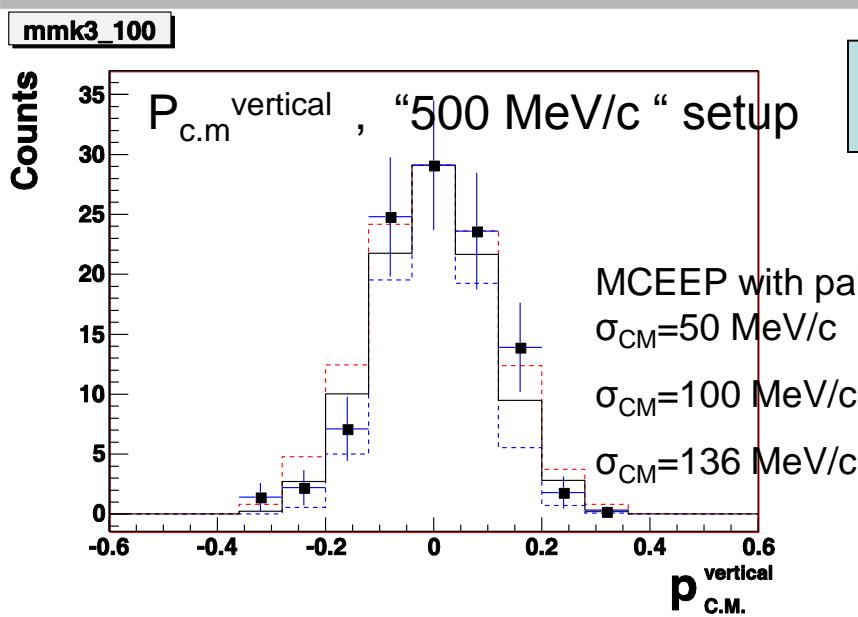 mmk3_100
P c.m vertical , “500 MeV/c “ setup
Counts
35
30
25
20
15
10
5
0
MCEEP with pa
σCM=50 MeV/c
σCM=100 MeV/c
σCM=136 MeV/c
-0.6 -0.4 -0.2 0 0.2 0.4 0.6
p C.M. vertical